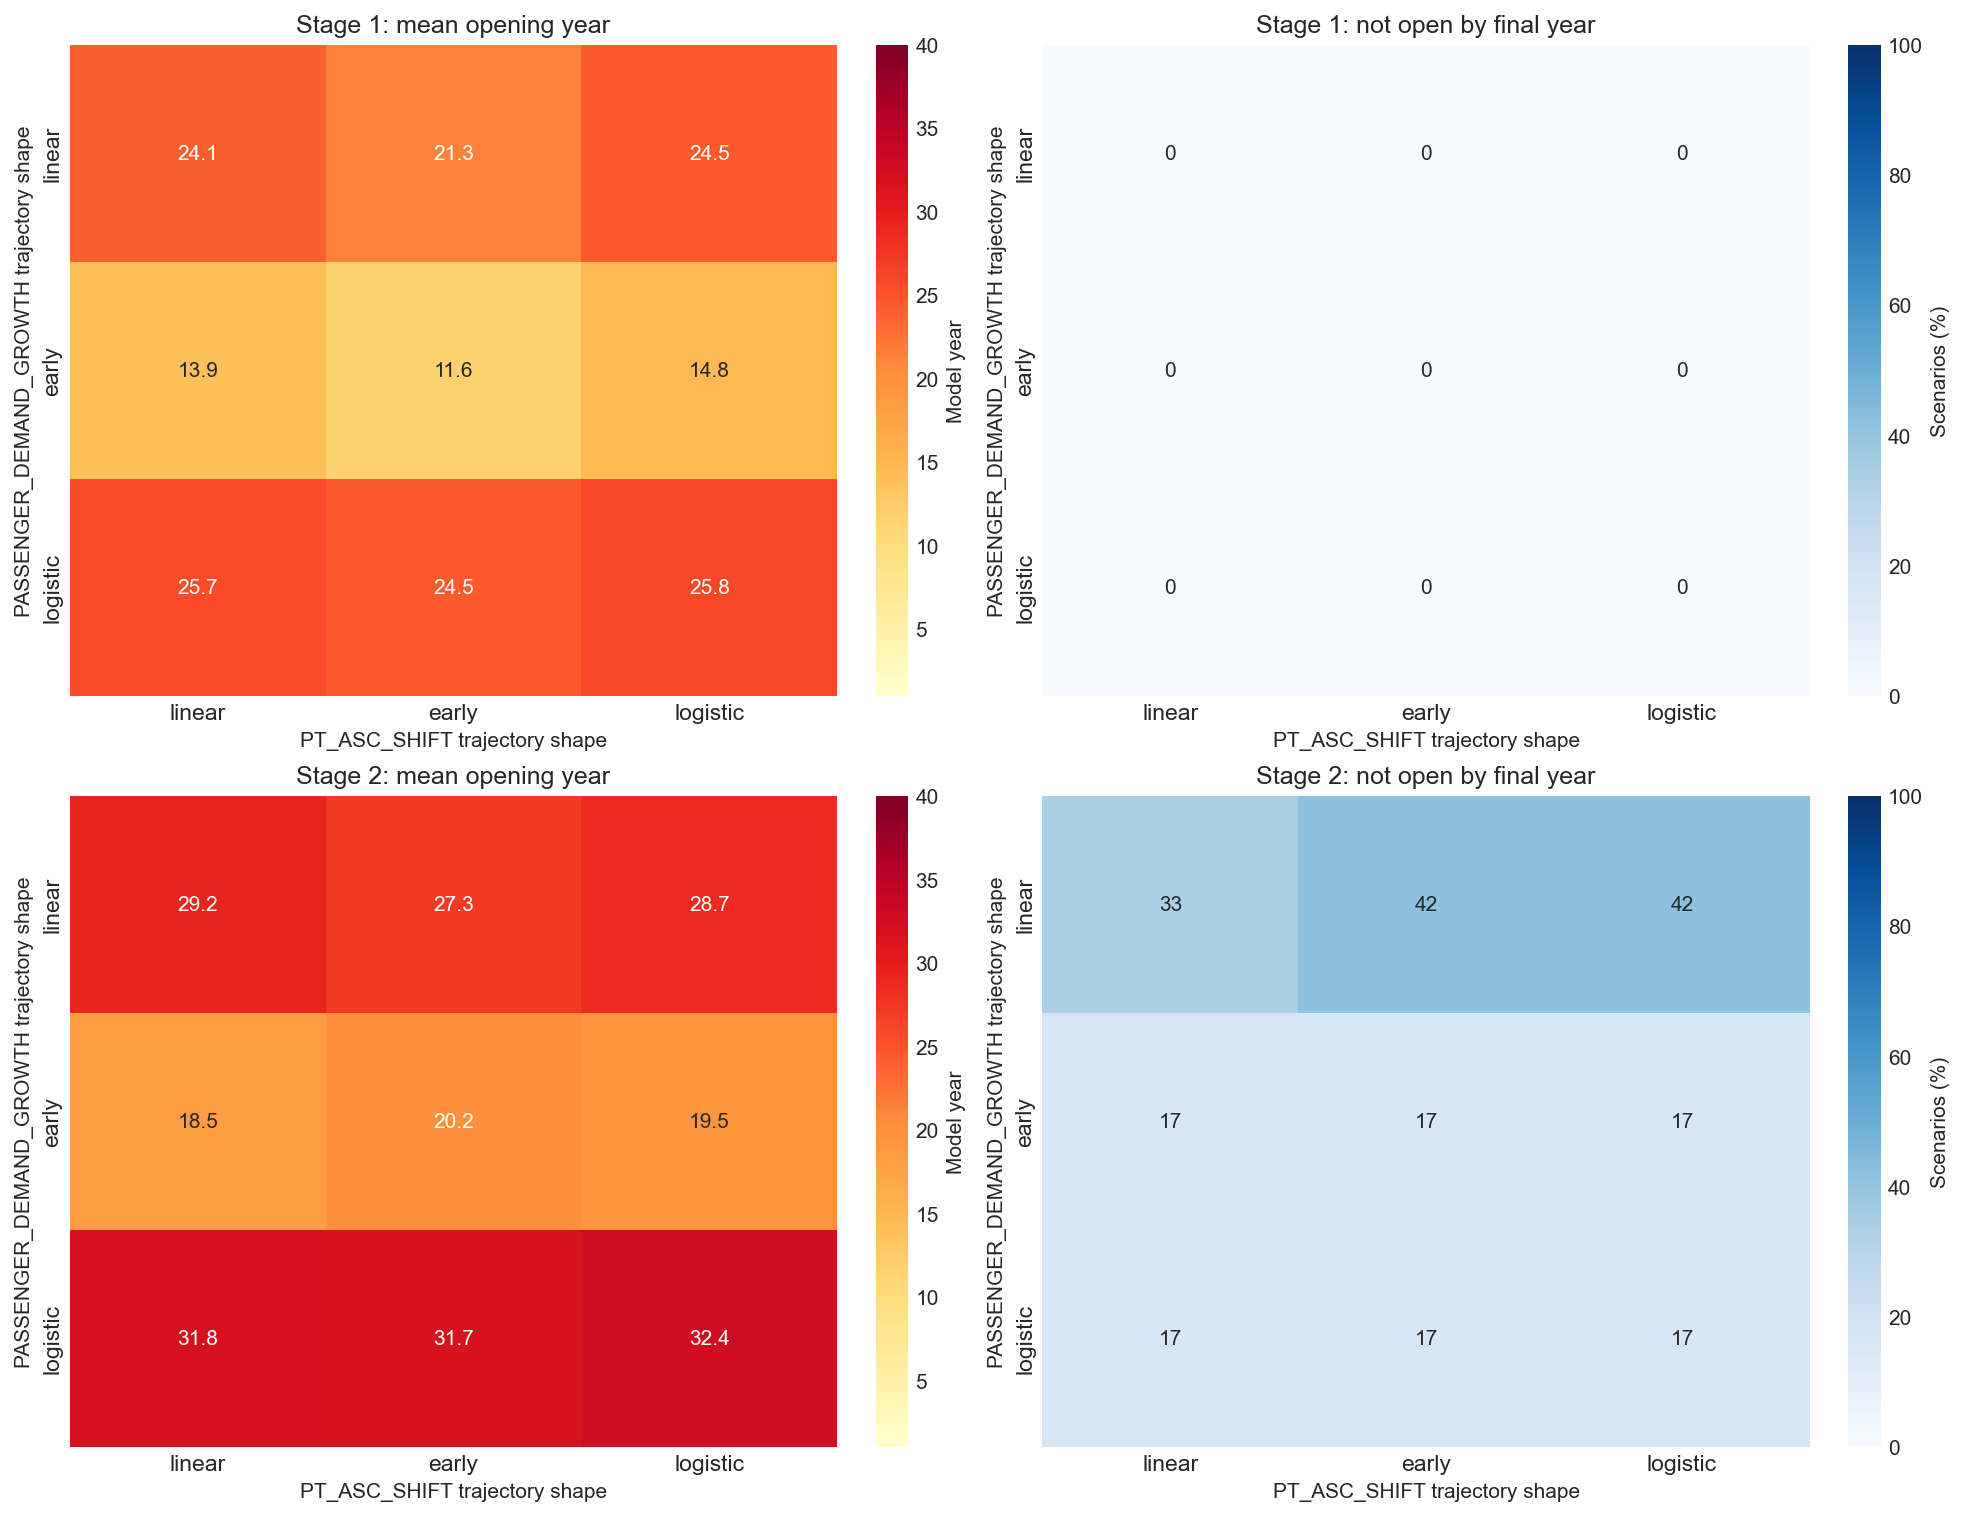 Stage 1: mean opening year
PASSENGER_DEMAND_GROWTH trajectory shape
linear
24.1 21.3 24.5
early
13.9 11.6 14.8
logistic
25.7 24.5 25.8
linear early logistic
PT_ASC_SHIFT trajectory shape
40
35
30
25
20
15
10
5
Model year
Stage 1: not open by final year
PASSENGER_DEMAND_GROWTH trajectory shape
linear
0 0 0
early
0 0 0
logistic
0 0 0
linear early logistic
PT_ASC_SHIFT trajectory shape
100
80
60
40
20
0
Scenarios (%)
Stage 2: mean opening year
PASSENGER_DEMAND_GROWTH trajectory shape
linear
29.2 27.3 28.7
early
18.5 20.2 19.5
logistic
31.8 31.7 32.4
linear early logistic
PT_ASC_SHIFT trajectory shape
40
35
30
25
20
15
10
5
Model year
Stage 2: not open by final year
PASSENGER_DEMAND_GROWTH trajectory shape
linear
33 42 42
early
17 17 17
logistic
17 17 17
linear early logistic
PT_ASC_SHIFT trajectory shape
100
80
60
40
20
0
Scenarios (%)